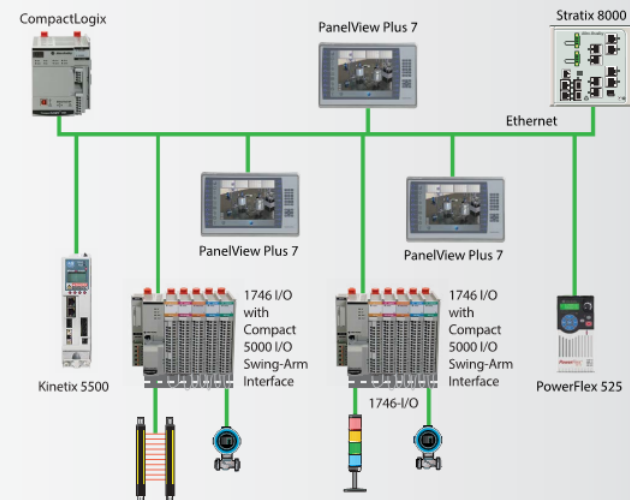 CompactLogix
PanelView Plus 7
Stratix 8000
Ethernet
PanelView Plus 7
PanelView Plus 7
1746 I/O
with
Compact
5000 I/O
Swing-Arm
Interface
1746 I/O
with
Compact
5000 I/O
Swing-Arm
Interface
Kinetix 5500
PowerFlex 525
1746-I/O